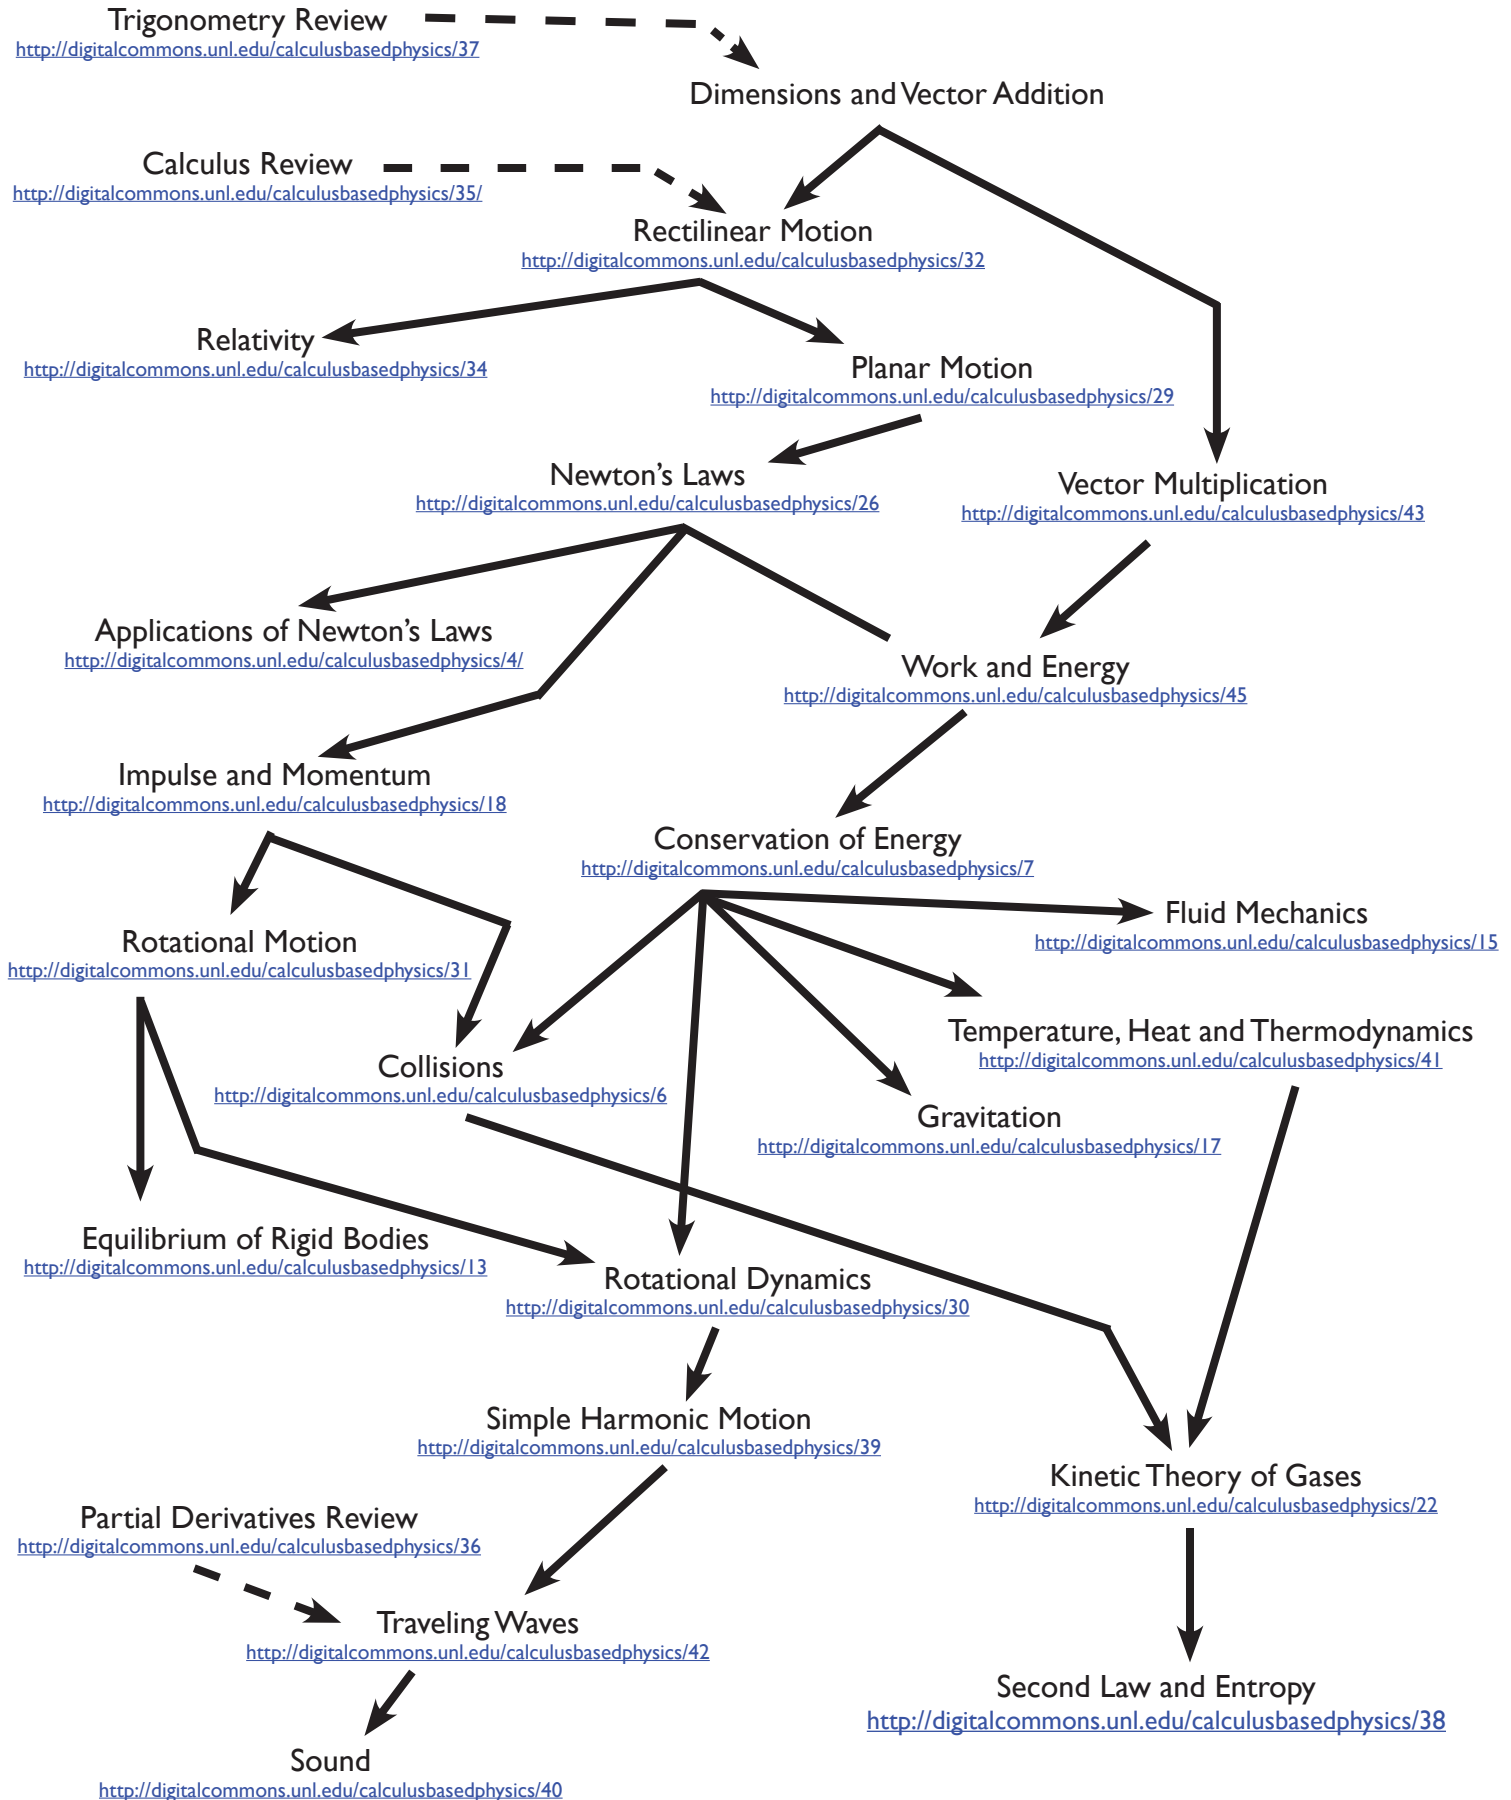 Trigonometry Review
http://digitalcommons.unl.edu/calculusbasedphysics/37
Dimensions and Vector Addition
Calculus Review
http://digitalcommons.unl.edu/calculusbasedphysics/35/
Rectilinear Motion
http://digitalcommons.unl.edu/calculusbasedphysics/32
Relativity
http://digitalcommons.unl.edu/calculusbasedphysics/34
Planar Motion
http://digitalcommons.unl.edu/calculusbasedphysics/29
Newton’s Laws
http://digitalcommons.unl.edu/calculusbasedphysics/26
Vector Multiplication
http://digitalcommons.unl.edu/calculusbasedphysics/43
Applications of Newton’s Laws
http://digitalcommons.unl.edu/calculusbasedphysics/4/
Work and Energy
http://digitalcommons.unl.edu/calculusbasedphysics/45
Impulse and Momentum
http://digitalcommons.unl.edu/calculusbasedphysics/18
Conservation of Energy
http://digitalcommons.unl.edu/calculusbasedphysics/7
Fluid Mechanics
http://digitalcommons.unl.edu/calculusbasedphysics/15
Rotational Motion
http://digitalcommons.unl.edu/calculusbasedphysics/31
Temperature, Heat and Thermodynamics
http://digitalcommons.unl.edu/calculusbasedphysics/41
Collisions
http://digitalcommons.unl.edu/calculusbasedphysics/6
Gravitation
http://digitalcommons.unl.edu/calculusbasedphysics/17
Equilibrium of Rigid Bodies
http://digitalcommons.unl.edu/calculusbasedphysics/13
Rotational Dynamics
http://digitalcommons.unl.edu/calculusbasedphysics/30
Simple Harmonic Motion
http://digitalcommons.unl.edu/calculusbasedphysics/39
Kinetic Theory of Gases
http://digitalcommons.unl.edu/calculusbasedphysics/22
Partial Derivatives Review
http://digitalcommons.unl.edu/calculusbasedphysics/36
Traveling Waves
http://digitalcommons.unl.edu/calculusbasedphysics/42
Second Law and Entropy
http://digitalcommons.unl.edu/calculusbasedphysics/38
Sound
http://digitalcommons.unl.edu/calculusbasedphysics/40